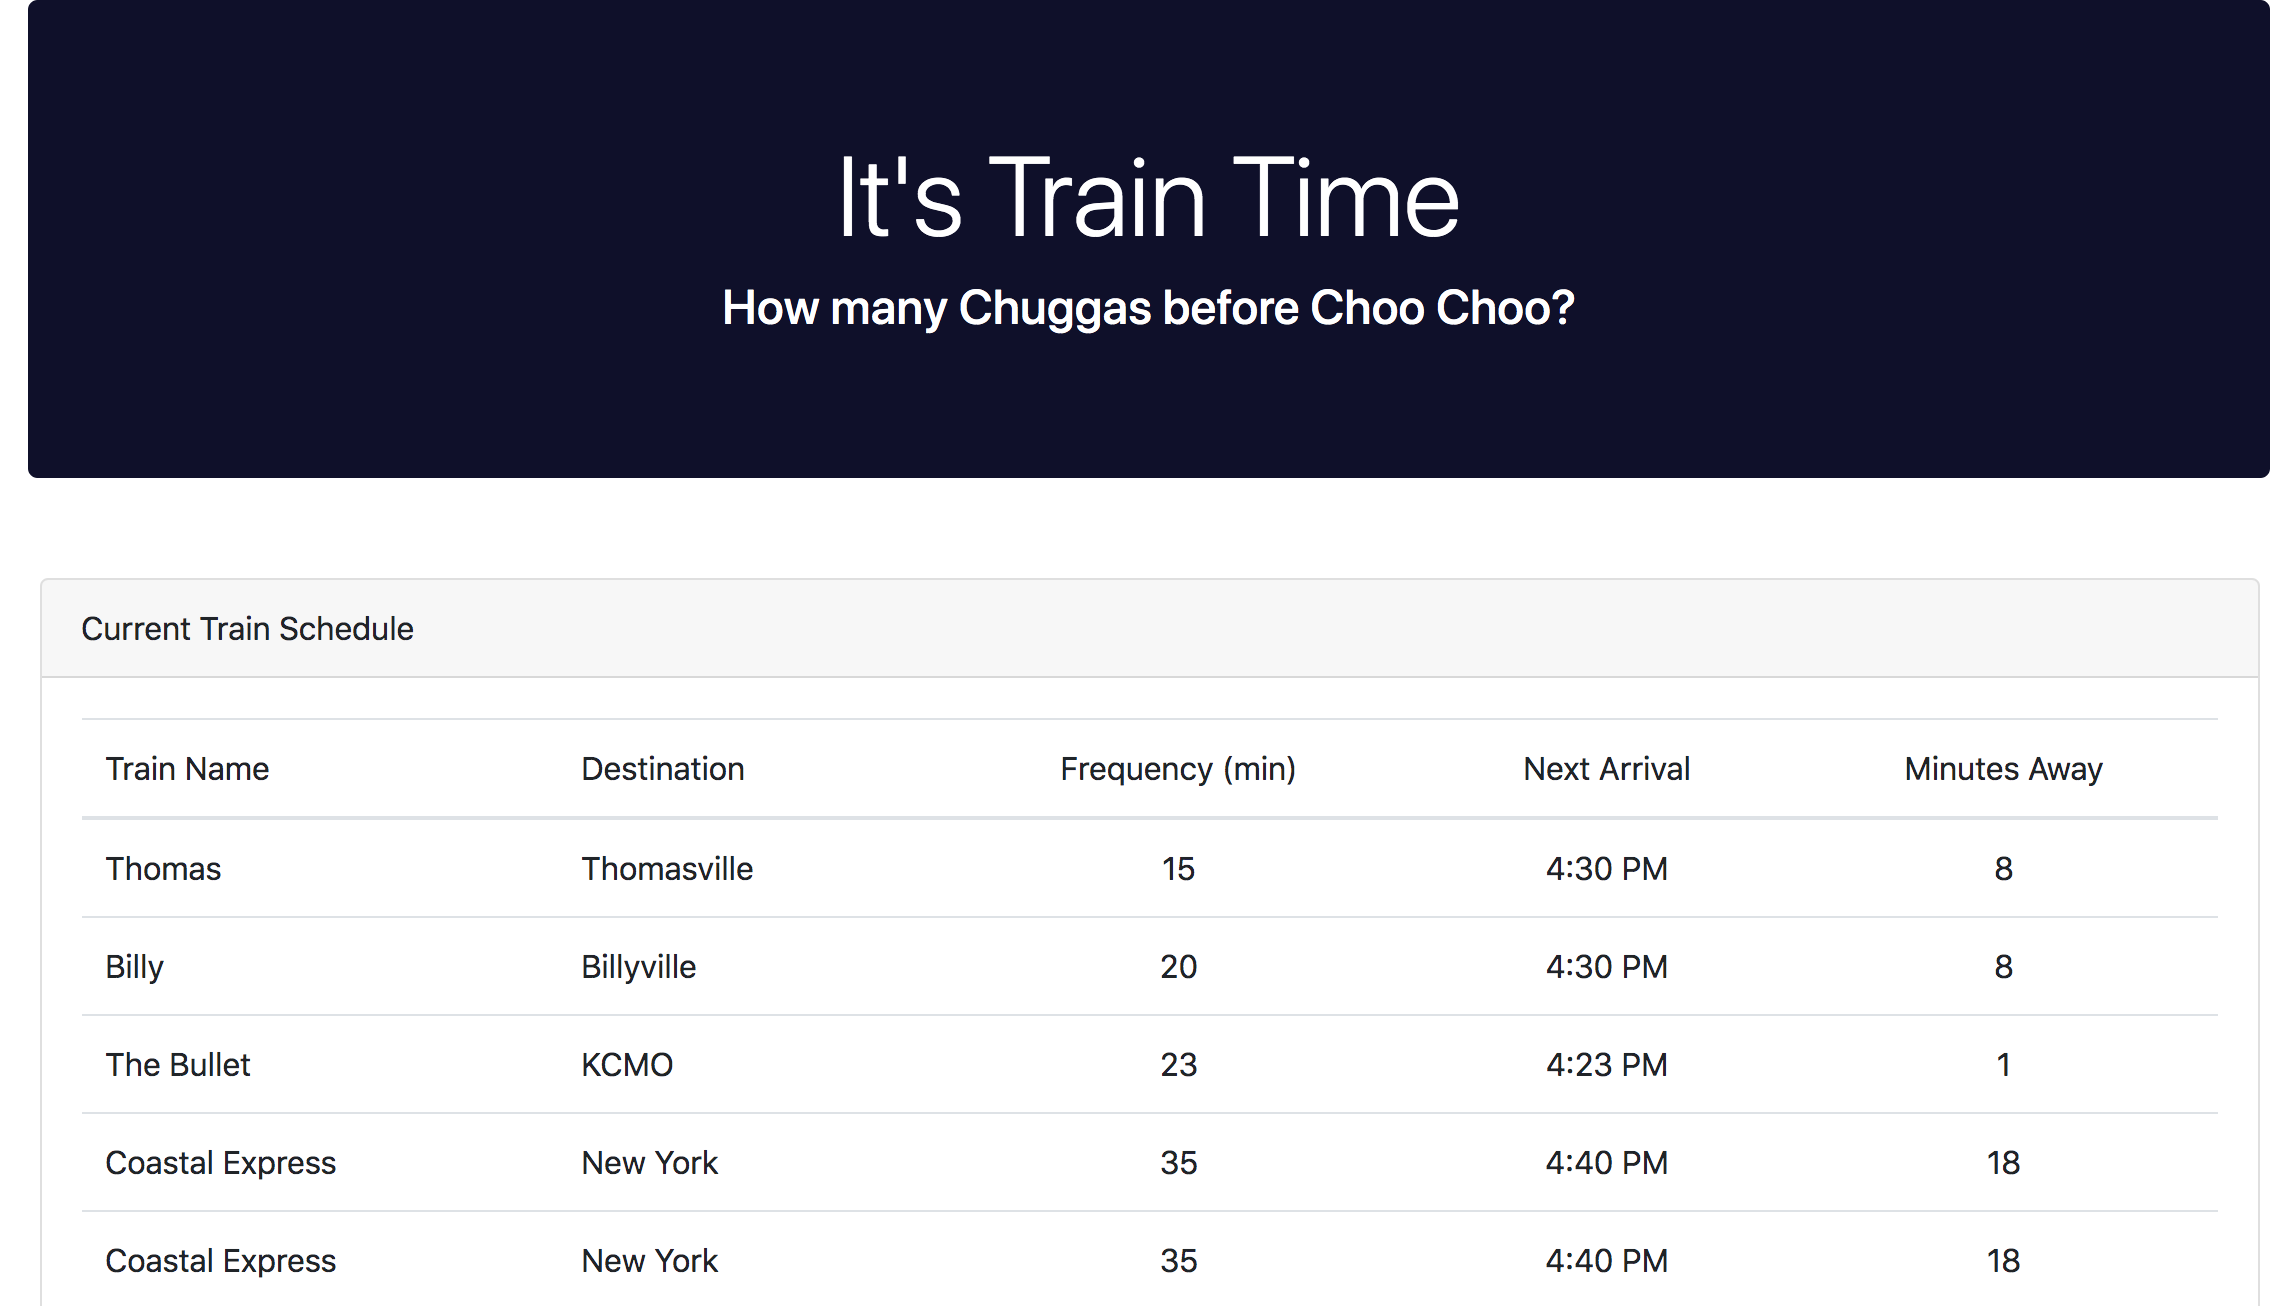 It's Train Time
How many Chuggas before Choo Choo?
Current Train Schedule
Train Name Destination Frequency (min) Next Arrival Minutes Away
Thomas Thomasville 15 4:30 PM 8
Billy Billyville 20 4:30 PM 8
The Bullet KCMO 23 4:23 PM 1
Coastal Express New York 35 4:40 PM 18
Coastal Express New York 35 4:40 PM 18